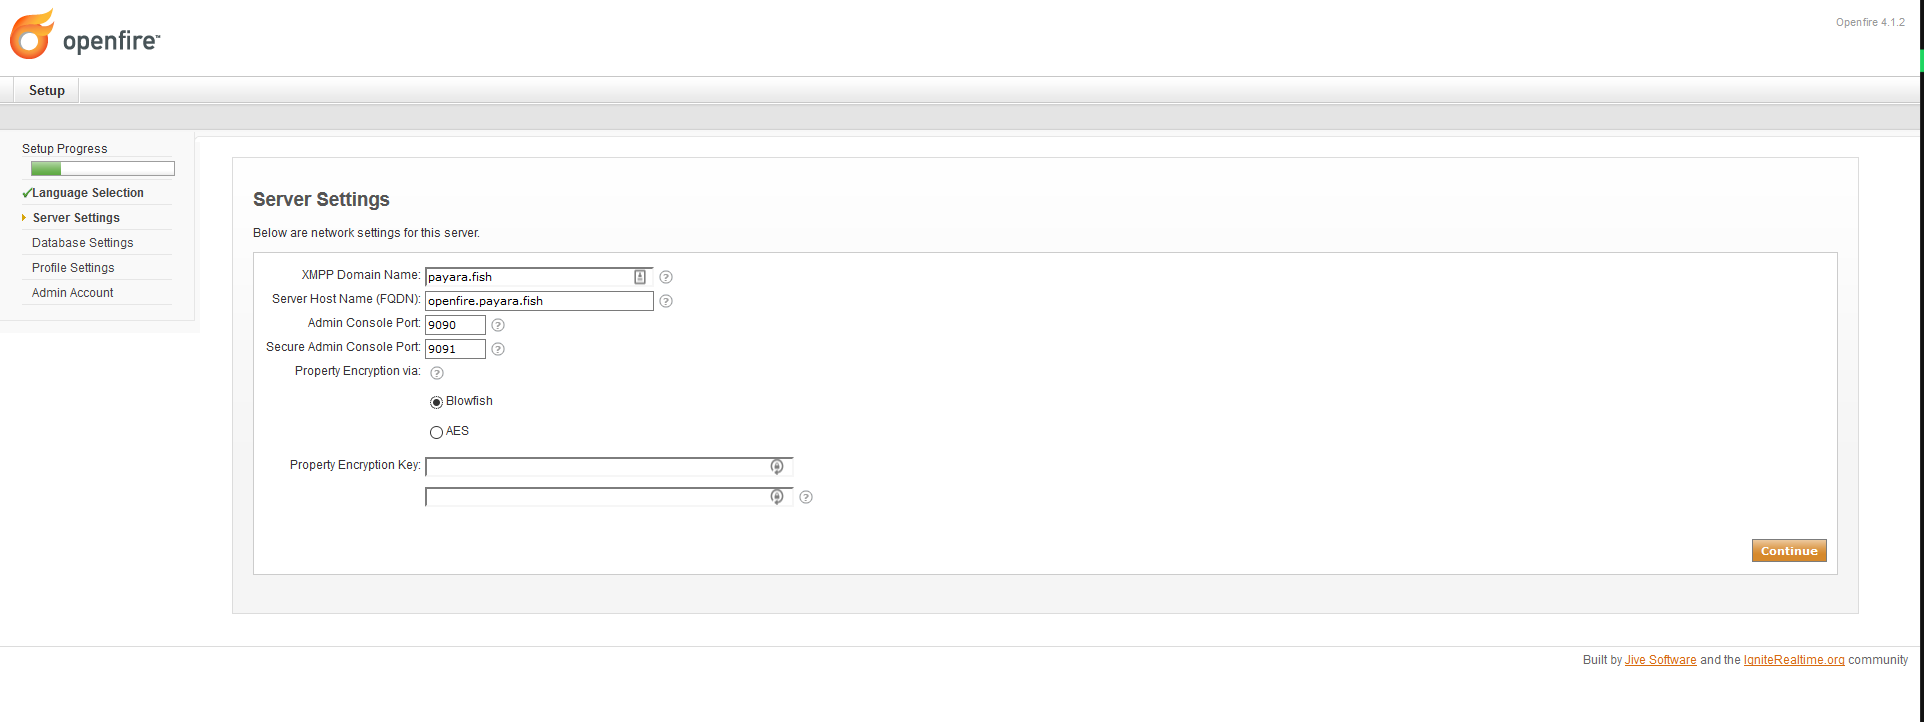 openfire™
Openfire 4.1.2
Setup
Setup Progress
Language Selection
Server Settings
Database Settings
Profile Settings
Admin Account
Server Settings
Below are network settings for this server.
XMPP Domain Name: payara.fish
Server Host Name (FQDN): openfire.payara.fish
Admin Console Port: 9090
Secure Admin Console Port: 9091
Property Encryption via:
Blowfish
AES
Property Encryption Key:
Continue
Built by Jive Software and the IgniteRealtime.org community